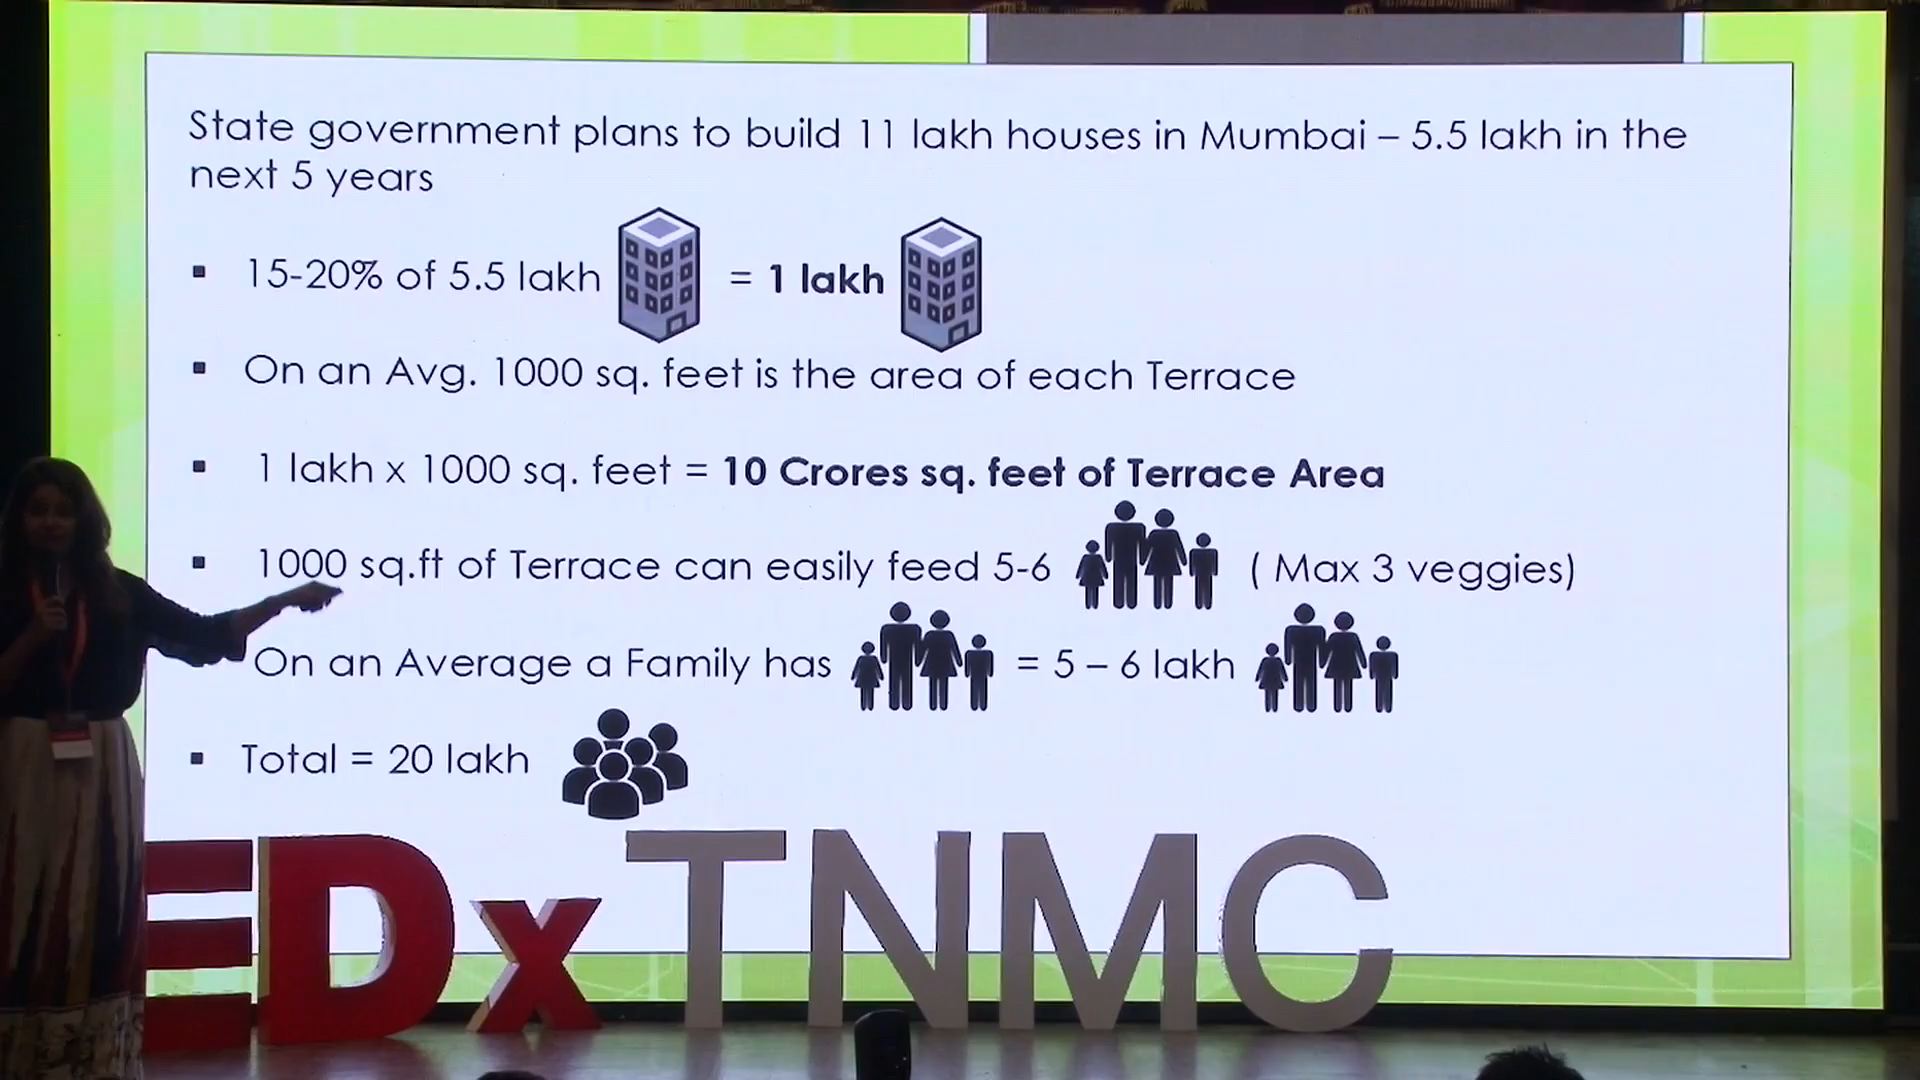 State government plans to build 11 lakh houses in Mumbai – 5.5 lakh in the
next 5 years
▪ 15-20% of 5.5 lakh = 1 lakh
▪ On an Avg. 1000 sq. feet is the area of each Terrace
▪ 1 lakh x 1000 sq. feet = 10 Crores sq. feet of Terrace Area
▪ 1000 sq.ft of Terrace can easily feed 5-6 ( Max 3 veggies)
On an Average a Family has = 5 – 6 lakh
▪ Total = 20 lakh
EDxTNMC